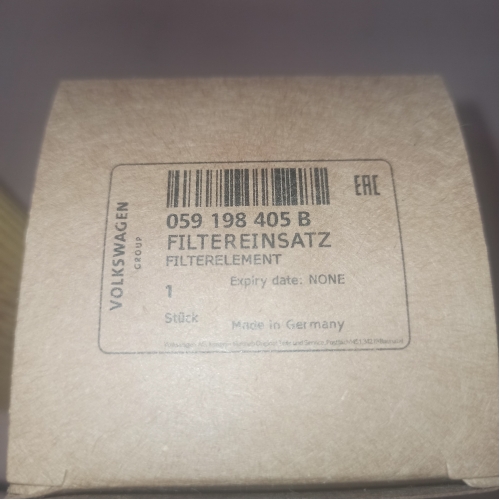 EAC
059 198 405 B
FILTEREINSATZ
FILTERELEMENT
Expiry date: NONE
1
Stück
Made in Germany
VOLKSWAGEN
GROUP